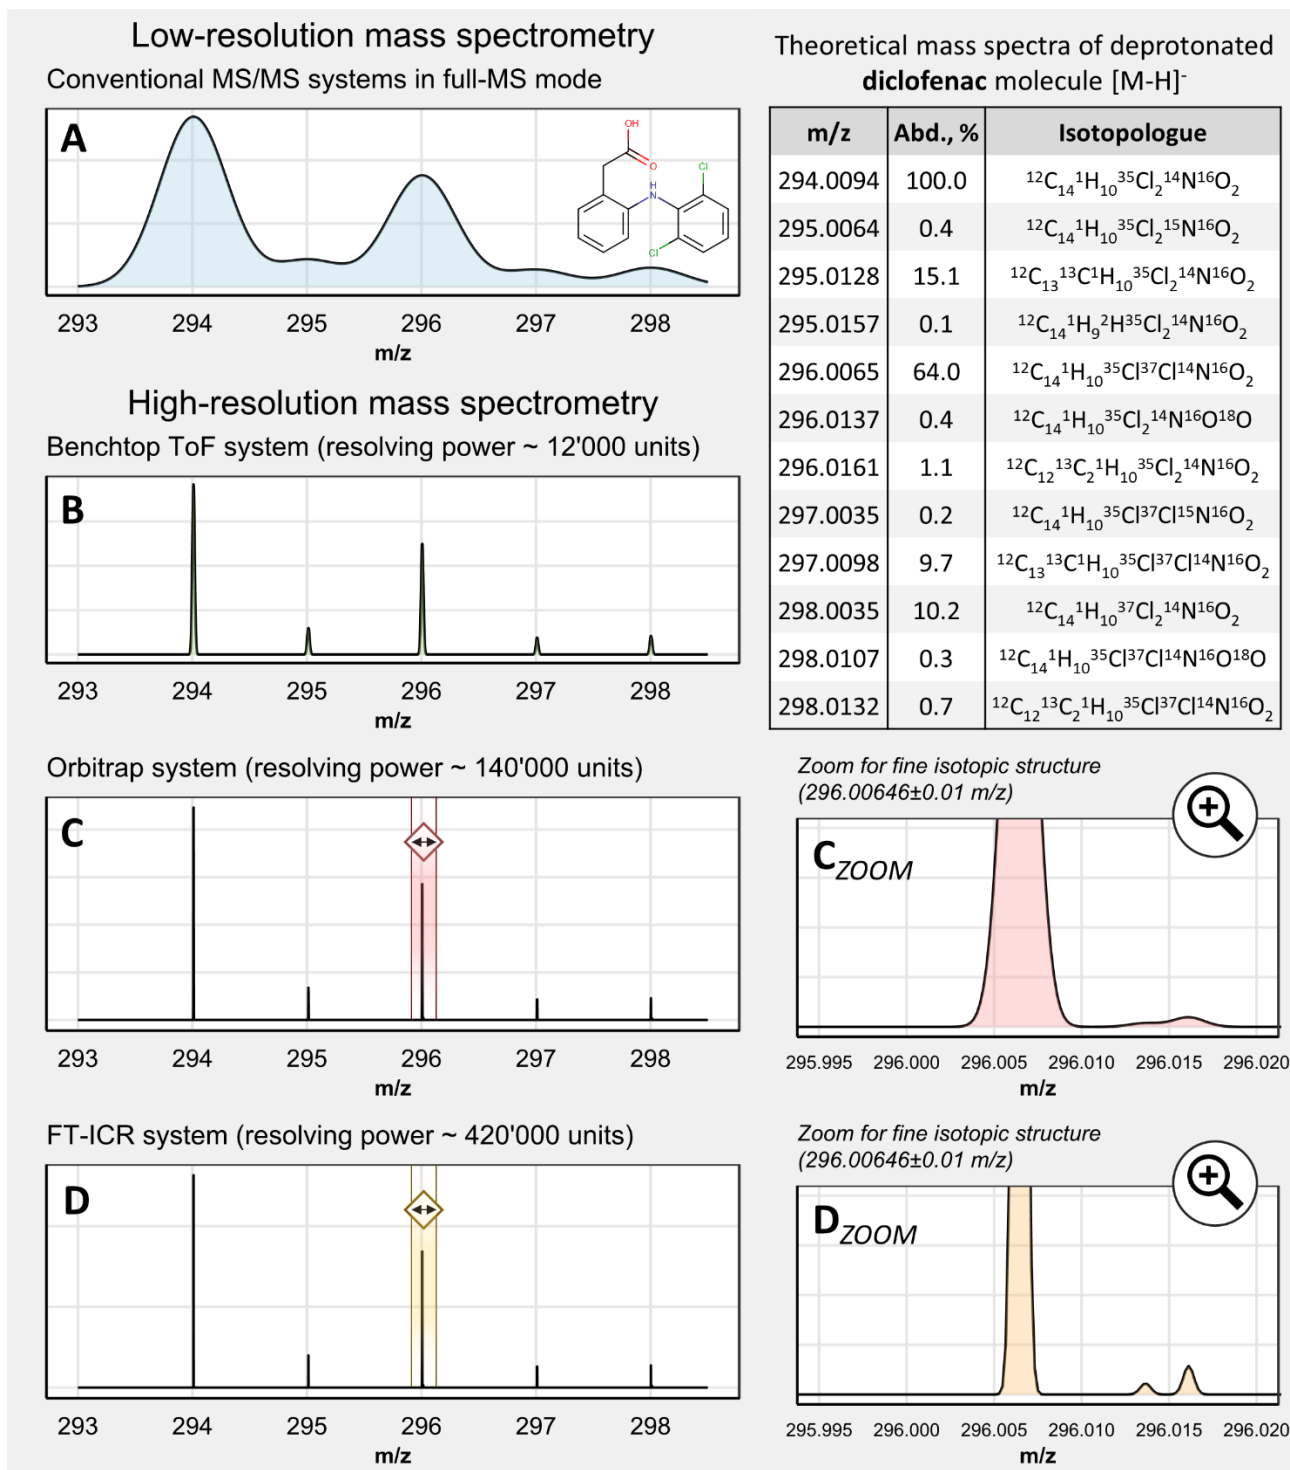 Low-resolution mass spectrometry
Conventional MS/MS systems in full-MS mode
A
OH
O
H
N
Cl
Cl
293 294 295 296 297 298
m/z
High-resolution mass spectrometry
Benchtop ToF system (resolving power ~ 12'000 units)
B
293 294 295 296 297 298
m/z
Theoretical mass spectra of deprotonated
diclofenac molecule [M-H]⁻
m/z Abd., % Isotopologue
294.0094 100.0 ¹²C₁₄¹H₁₀³⁵Cl₂¹⁴N¹⁶O₂
295.0064 0.4 ¹²C₁₄¹H₁₀³⁵Cl₂¹⁵N¹⁶O₂
295.0128 15.1 ¹²C₁₃¹³C¹H₁₀³⁵Cl₂¹⁴N¹⁶O₂
295.0157 0.1 ¹²C₁₄¹H₉²H³⁵Cl₂¹⁴N¹⁶O₂
296.0065 64.0 ¹²C₁₄¹H₁₀³⁵Cl³⁷Cl¹⁴N¹⁶O₂
296.0137 0.4 ¹²C₁₄¹H₁₀³⁵Cl₂¹⁴N¹⁶O¹⁸O
296.0161 1.1 ¹²C₁₂¹³C₂¹H₁₀³⁵Cl₂¹⁴N¹⁶O₂
297.0035 0.2 ¹²C₁₄¹H₁₀³⁵Cl³⁷Cl¹⁵N¹⁶O₂
297.0098 9.7 ¹²C₁₃¹³C¹H₁₀³⁵Cl³⁷Cl¹⁴N¹⁶O₂
298.0035 10.2 ¹²C₁₄¹H₁₀³⁷Cl₂¹⁴N¹⁶O₂
298.0107 0.3 ¹²C₁₄¹H₁₀³⁵Cl³⁷Cl¹⁴N¹⁶O¹⁸O
298.0132 0.7 ¹²C₁₂¹³C₂¹H₁₀³⁵Cl³⁷Cl¹⁴N¹⁶O₂
Orbitrap system (resolving power ~ 140'000 units)
C
293 294 295 296 297 298
m/z
Zoom for fine isotopic structure
(296.00646±0.01 m/z)
C ZOOM
295.995 296.000 296.005 296.010 296.015 296.020
m/z
FT-ICR system (resolving power ~ 420'000 units)
D
293 294 295 296 297 298
m/z
Zoom for fine isotopic structure
(296.00646±0.01 m/z)
D ZOOM
295.995 296.000 296.005 296.010 296.015 296.020
m/z